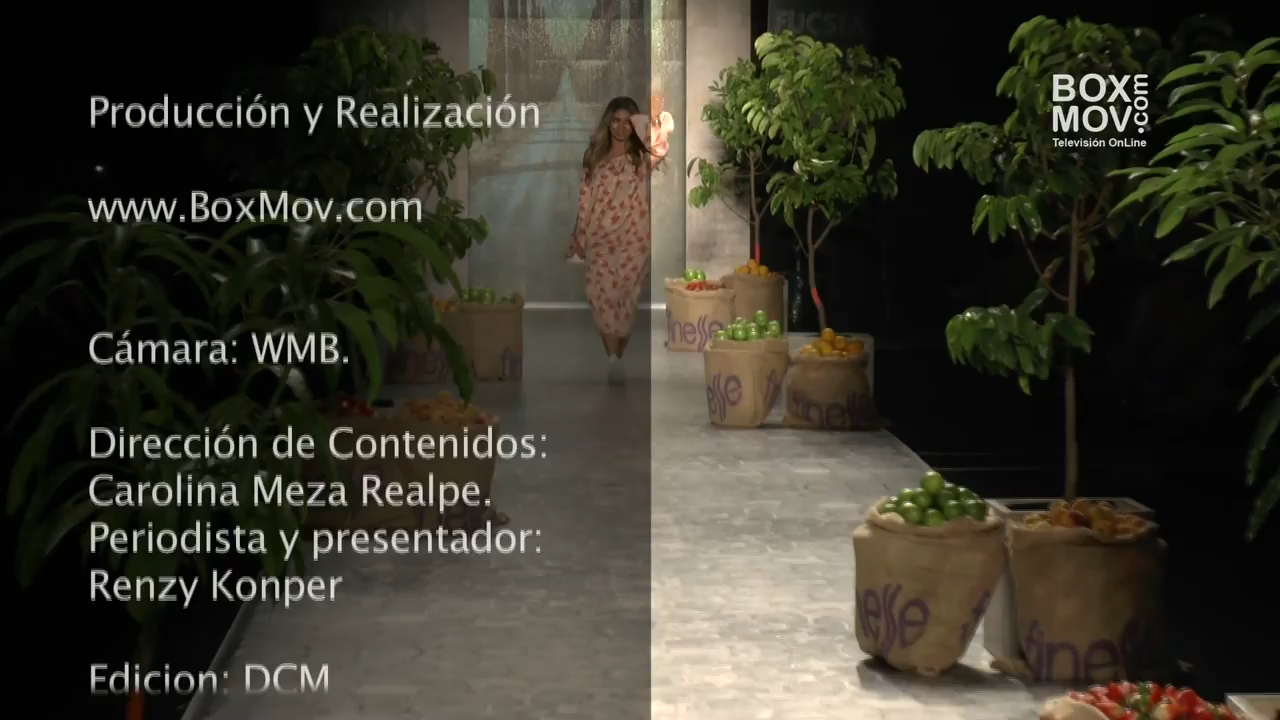 FUCSIA
Producción y Realización
www.BoxMov.com
Cámara: WMB.
Dirección de Contenidos:
Carolina Meza Realpe.
Periodista y presentador:
Renzy Konper
Edicion: DCM
BOX
MOV.com
Televisión OnLine
finesse
finesse
finesse